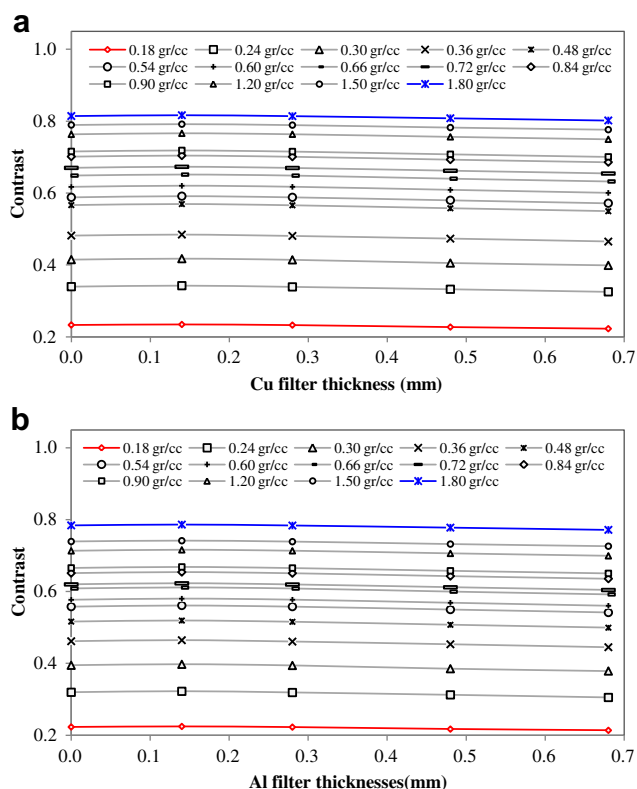 a
0.18 gr/cc 0.24 gr/cc 0.30 gr/cc 0.36 gr/cc 0.48 gr/cc
0.54 gr/cc 0.60 gr/cc 0.66 gr/cc 0.72 gr/cc 0.84 gr/cc
0.90 gr/cc 1.20 gr/cc 1.50 gr/cc 1.80 gr/cc
1.0
0.8
0.6
0.4
0.2
Contrast
0.0 0.1 0.2 0.3 0.4 0.5 0.6 0.7
Cu filter thickness (mm)
b
0.18 gr/cc 0.24 gr/cc 0.30 gr/cc 0.36 gr/cc 0.48 gr/cc
0.54 gr/cc 0.60 gr/cc 0.66 gr/cc 0.72 gr/cc 0.84 gr/cc
0.90 gr/cc 1.20 gr/cc 1.50 gr/cc 1.80 gr/cc
1.0
0.8
0.6
0.4
0.2
Contrast
0.0 0.1 0.2 0.3 0.4 0.5 0.6 0.7
Al filter thicknesses(mm)